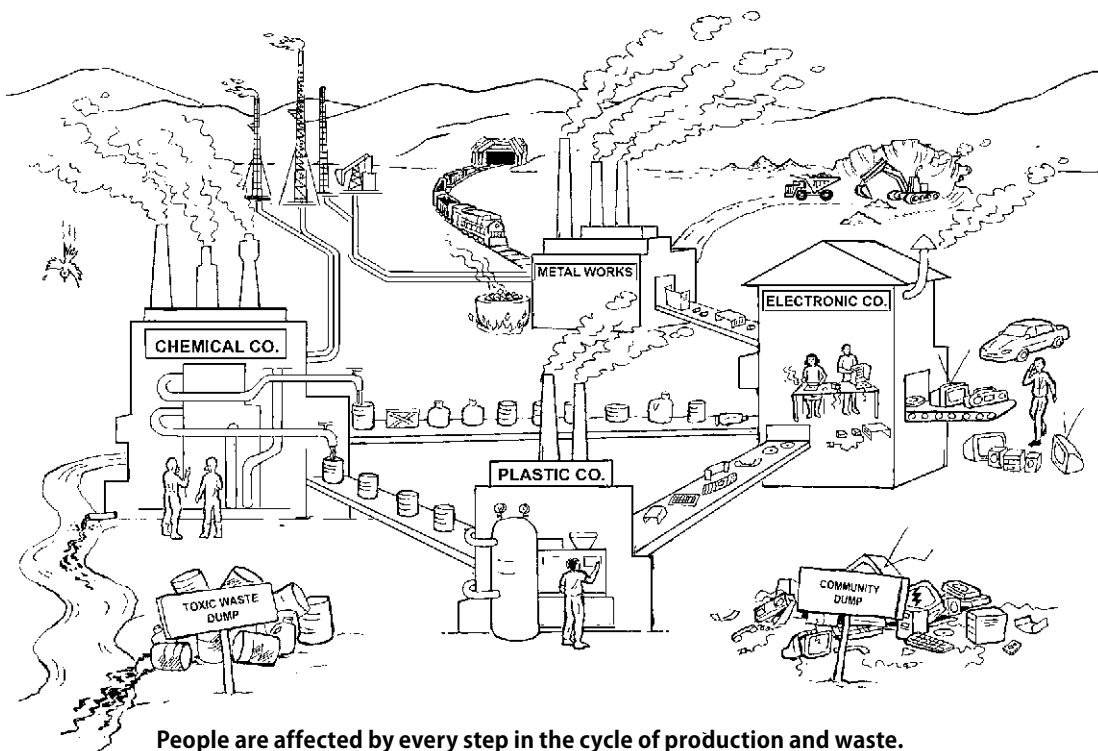 METAL WORKS
ELECTRONIC CO.
CHEMICAL CO.
PLASTIC CO.
TOXIC WASTE
DUMP
COMMUNITY
DUMP
People are affected by every step in the cycle of production and waste.